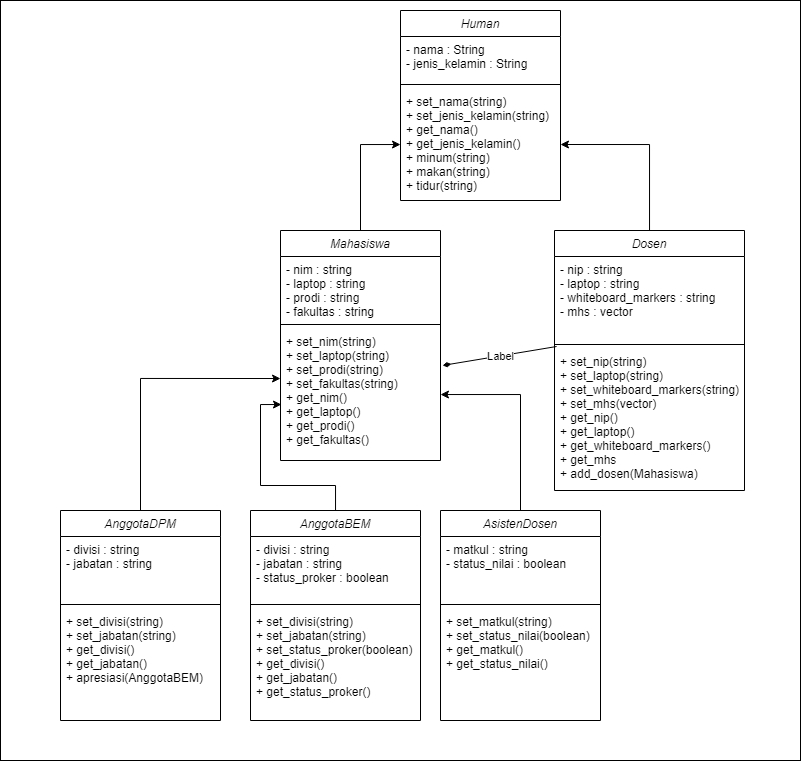 Human
- nama : String
- jenis_kelamin : String
+ set_nama(string)
+ set_jenis_kelamin(string)
+ get_nama()
+ get_jenis_kelamin()
+ minum(string)
+ makan(string)
+ tidur(string)
Mahasiswa
- nim : string
- laptop : string
- prodi : string
- fakultas : string
+ set_nim(string)
+ set_laptop(string)
+ set_prodi(string)
+ set_fakultas(string)
+ get_nim()
+ get_laptop()
+ get_prodi()
+ get_fakultas()
Label
Dosen
- nip : string
- laptop : string
- whiteboard_markers : string
- mhs : vector
+ set_nip(string)
+ set_laptop(string)
+ set_whiteboard_markers(string)
+ set_mhs(vector)
+ get_nip()
+ get_laptop()
+ get_whiteboard_markers()
+ get_mhs
+ add_dosen(Mahasiswa)
AnggotaDPM
- divisi : string
- jabatan : string
+ set_divisi(string)
+ set_jabatan(string)
+ get_divisi()
+ get_jabatan()
+ apresiasi(AnggotaBEM)
AnggotaBEM
- divisi : string
- jabatan : string
- status_proker : boolean
+ set_divisi(string)
+ set_jabatan(string)
+ set_status_proker(boolean)
+ get_divisi()
+ get_jabatan()
+ get_status_proker()
AsistenDosen
- matkul : string
- status_nilai : boolean
+ set_matkul(string)
+ set_status_nilai(boolean)
+ get_matkul()
+ get_status_nilai()